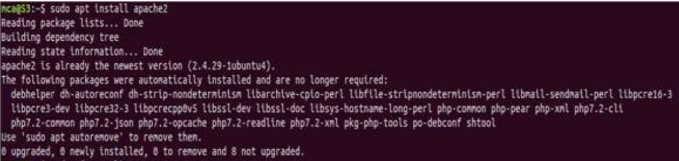 mca@S3:~$ sudo apt install apache2
Reading package lists... Done
Building dependency tree
Reading state information... Done
apache2 is already the newest version (2.4.29-1ubuntu4).
The following packages were automatically installed and are no longer required:
debhelper dh-autoreconf dh-strip-nondeterminism libarchive-cpio-perl libfile-stripnondeterminism-perl libmail-sendmail-perl libpcre16-3
libpcre3-dev libpcre32-3 libpcrecpp0v5 libssl-dev libssl-doc libsys-hostname-long-perl php-common php-pear php-xml php7.2-cli
php7.2-common php7.2-json php7.2-opcache php7.2-readline php7.2-xml pkg-php-tools po-debconf shtool
Use 'sudo apt autoremove' to remove them.
0 upgraded, 0 newly installed, 0 to remove and 8 not upgraded.